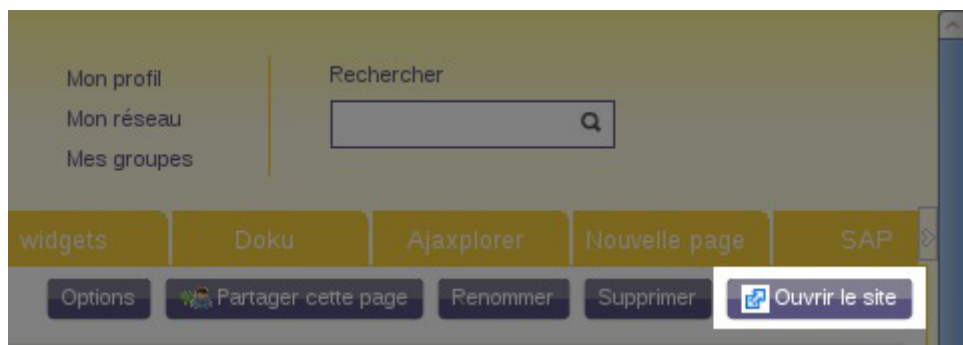 Mon profil
Mon réseau
Mes groupes
Rechercher
widgets Doku Ajaxplorer Nouvelle page SAP
Options Partager cette page Renommer Supprimer Ouvrir le site